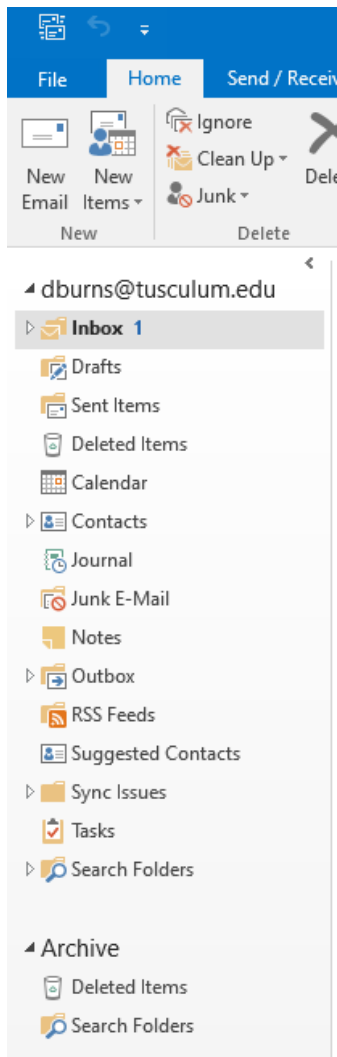 File Home Send / Receiv
New Email
New Items
Ignore
Clean Up
Junk
Dele
New
Delete
dburns@tusculum.edu
Inbox 1
Drafts
Sent Items
Deleted Items
Calendar
Contacts
Journal
Junk E-Mail
Notes
Outbox
RSS Feeds
Suggested Contacts
Sync Issues
Tasks
Search Folders
Archive
Deleted Items
Search Folders